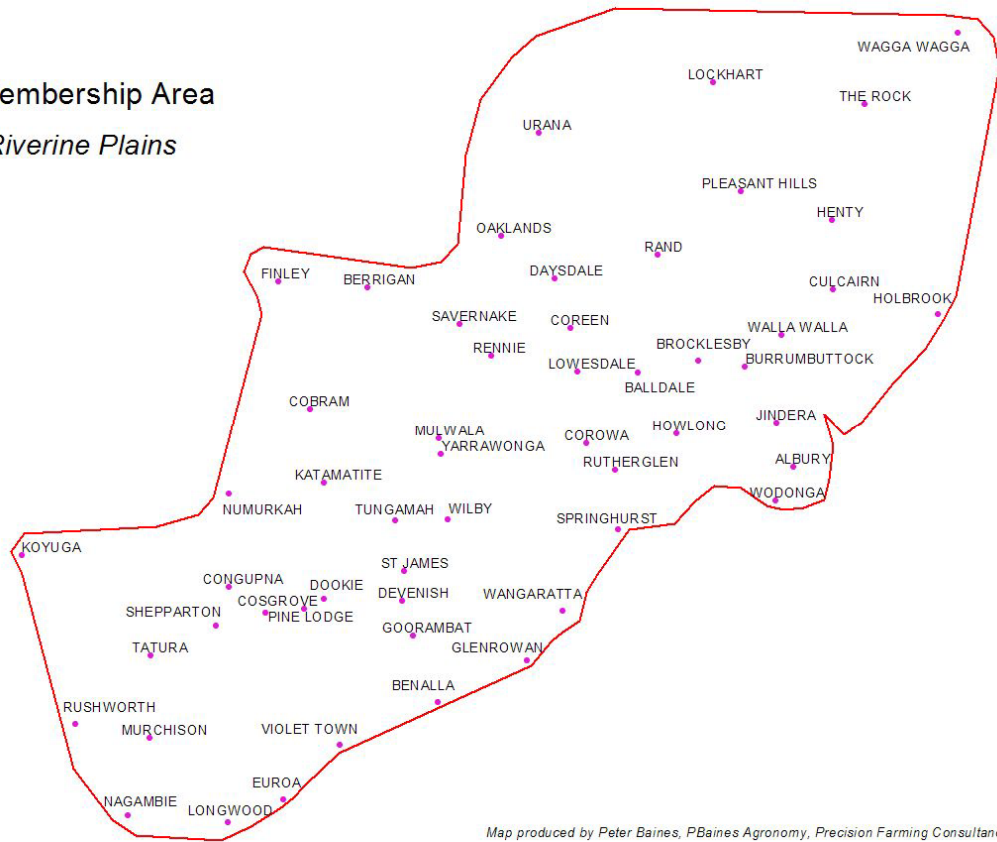 embership Area
Riverine Plains
WAGGA WAGGA
LOCKHART
THE ROCK
URANA
PLEASANT HILLS
HENTY
OAKLANDS
RAND
DAYSDALE
FINLEY
BERRIGAN
CULCAIRN
HOLBROOK
SAVERNAKE
COREEN
WALLA WALLA
RENNIE
BROCKLESBY
BURRUMBUTTOCK
LOWESDALE
BALLDALE
COBRAM
JINDERA
HOWLONG
MULWALA
YARRAWONGA
COROWA
RUTHERGLEN
ALBURY
KATAMATITE
WODONGA
NUMURKAH
TUNGAMAH
WILBY
SPRINGHURST
KOYUGA
ST JAMES
CONGUPNA
DOOKIE
COSGROVE
DEVENISH
WANGARATTA
SHEPPARTON
PINE LODGE
GOORAMBAT
TATURA
GLENROWAN
BENALLA
RUSHWORTH
MURCHISON
VIOLET TOWN
EUROA
NAGAMBIE
LONGWOOD
Map produced by Peter Baines, PBaines Agronomy, Precision Farming Consultanc